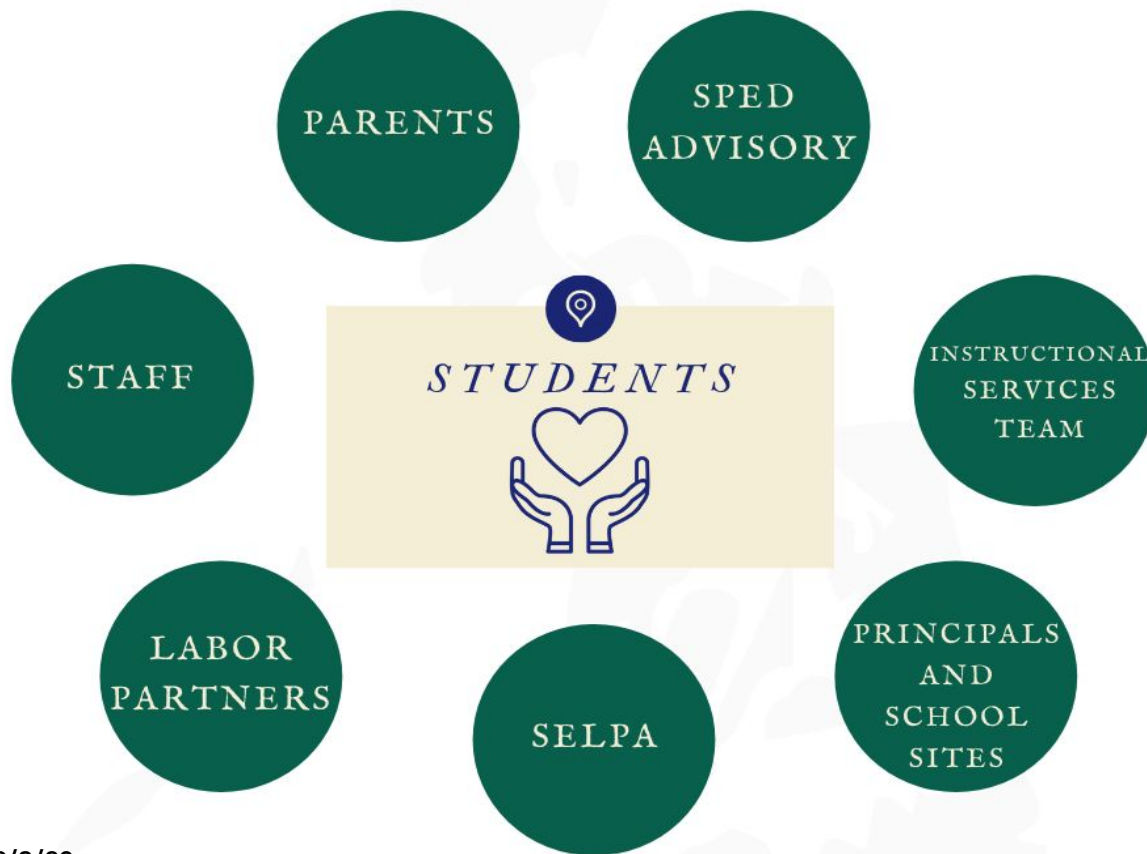 PARENTS
SPED
ADVISORY
STAFF
STUDENTS
INSTRUCTIONAL
SERVICES
TEAM
LABOR
PARTNERS
SELPA
PRINCIPALS
AND
SCHOOL
SITES